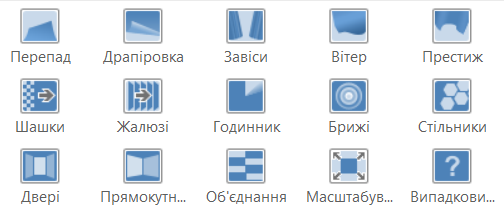 Перепад Драпіровка Завіси Вітер Престиж
Шашки Жалюзі Годинник Брижі Стільники
Двері Прямокутн... Об'єднання Масштабув... Випадкови...